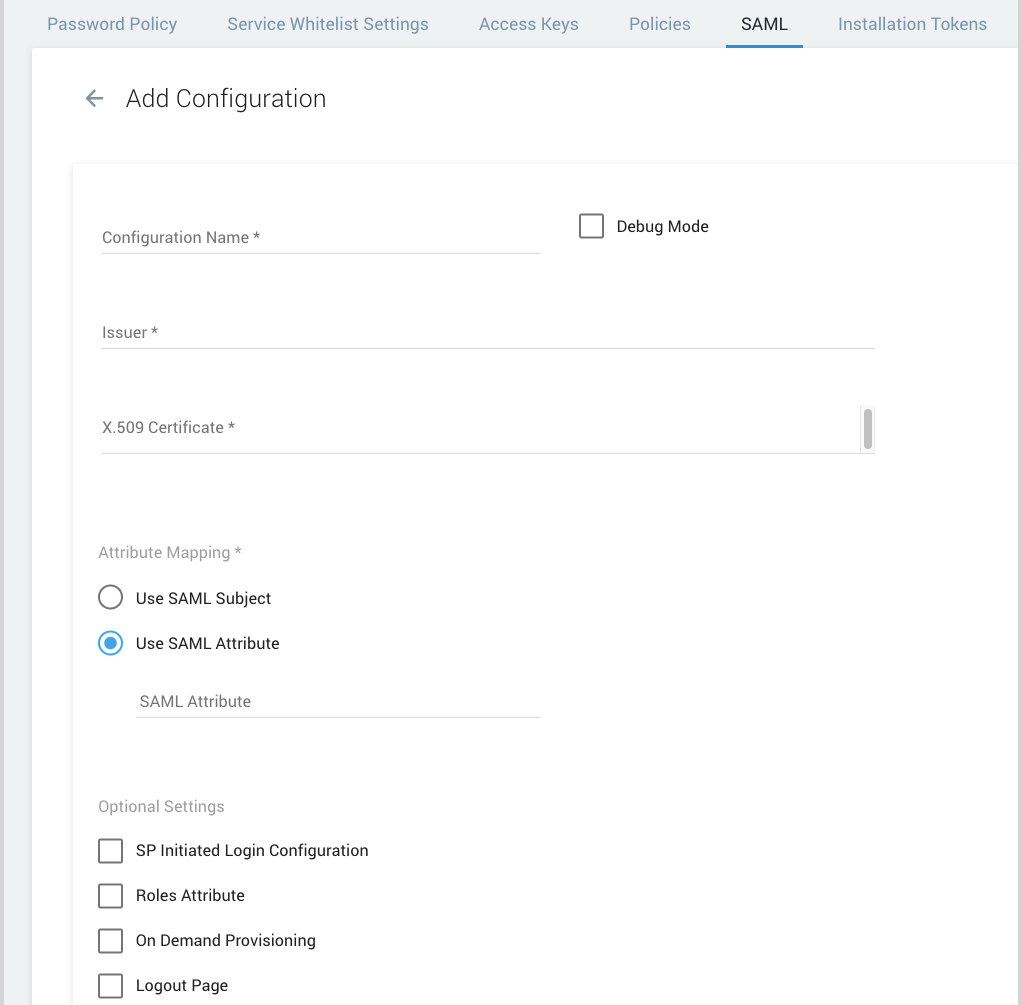 Password Policy Service Whitelist Settings Access Keys Policies SAML Installation Tokens
Add Configuration
Configuration Name *
Debug Mode
Issuer *
X.509 Certificate *
Attribute Mapping *
Use SAML Subject
Use SAML Attribute
SAML Attribute
Optional Settings
SP Initiated Login Configuration
Roles Attribute
On Demand Provisioning
Logout Page